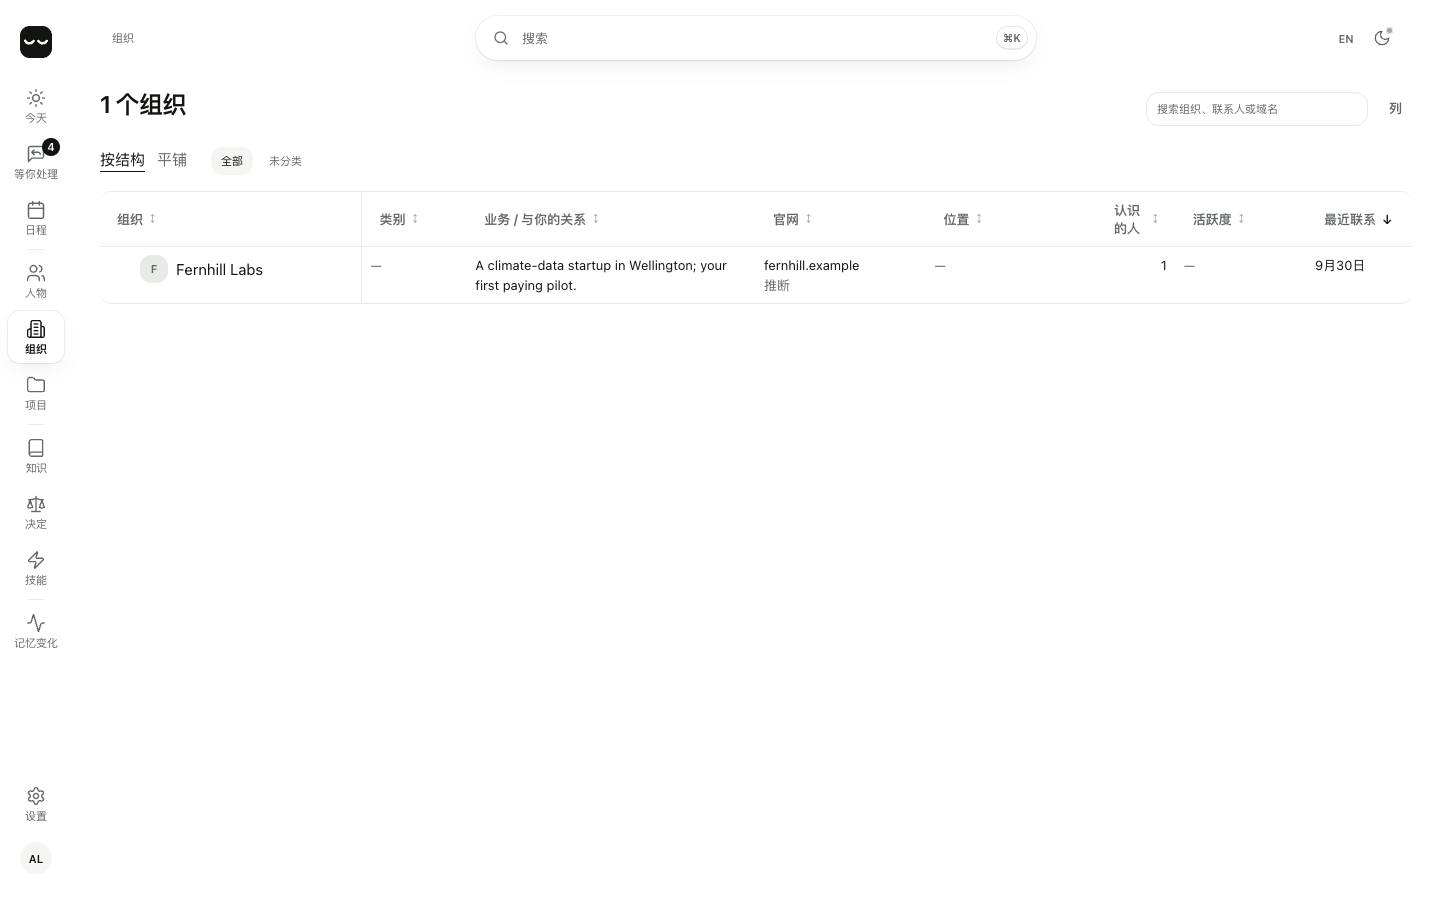 组织
搜索
⌘K
EN
今天
4
等你处理
日程
人物
组织
项目
知识
决定
技能
记忆变化
设置
AL
1 个组织
搜索组织、联系人或域名
列
按结构
平铺
全部
未分类
组织
类别
业务 / 与你的关系
官网
位置
认识
的人
活跃度
最近联系
F
Fernhill Labs
—
A climate-data startup in Wellington; your
first paying pilot.
fernhill.example
推断
—
1
—
9月30日